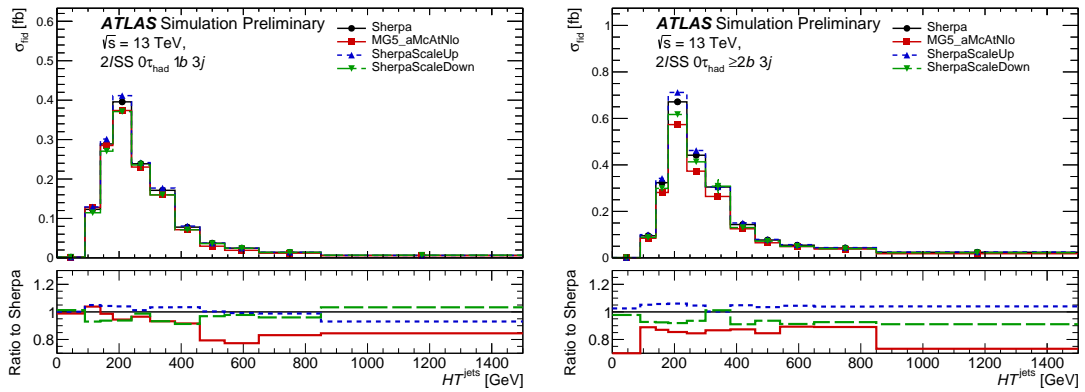 ATLAS Simulation Preliminary
√s = 13 TeV,
2lSS 0τhad 1b 3j
Sherpa
MG5_aMcAtNlo
SherpaScaleUp
SherpaScaleDown
σfid [fb]
0.6
0.5
0.4
0.3
0.2
0.1
0
Ratio to Sherpa
1.2
1
0.8
0 200 400 600 800 1000 1200 1400
HTjets [GeV]
ATLAS Simulation Preliminary
√s = 13 TeV,
2lSS 0τhad ≥2b 3j
Sherpa
MG5_aMcAtNlo
SherpaScaleUp
SherpaScaleDown
σfid [fb]
1
0.8
0.6
0.4
0.2
0
Ratio to Sherpa
1.2
1
0.8
0 200 400 600 800 1000 1200 1400
HTjets [GeV]